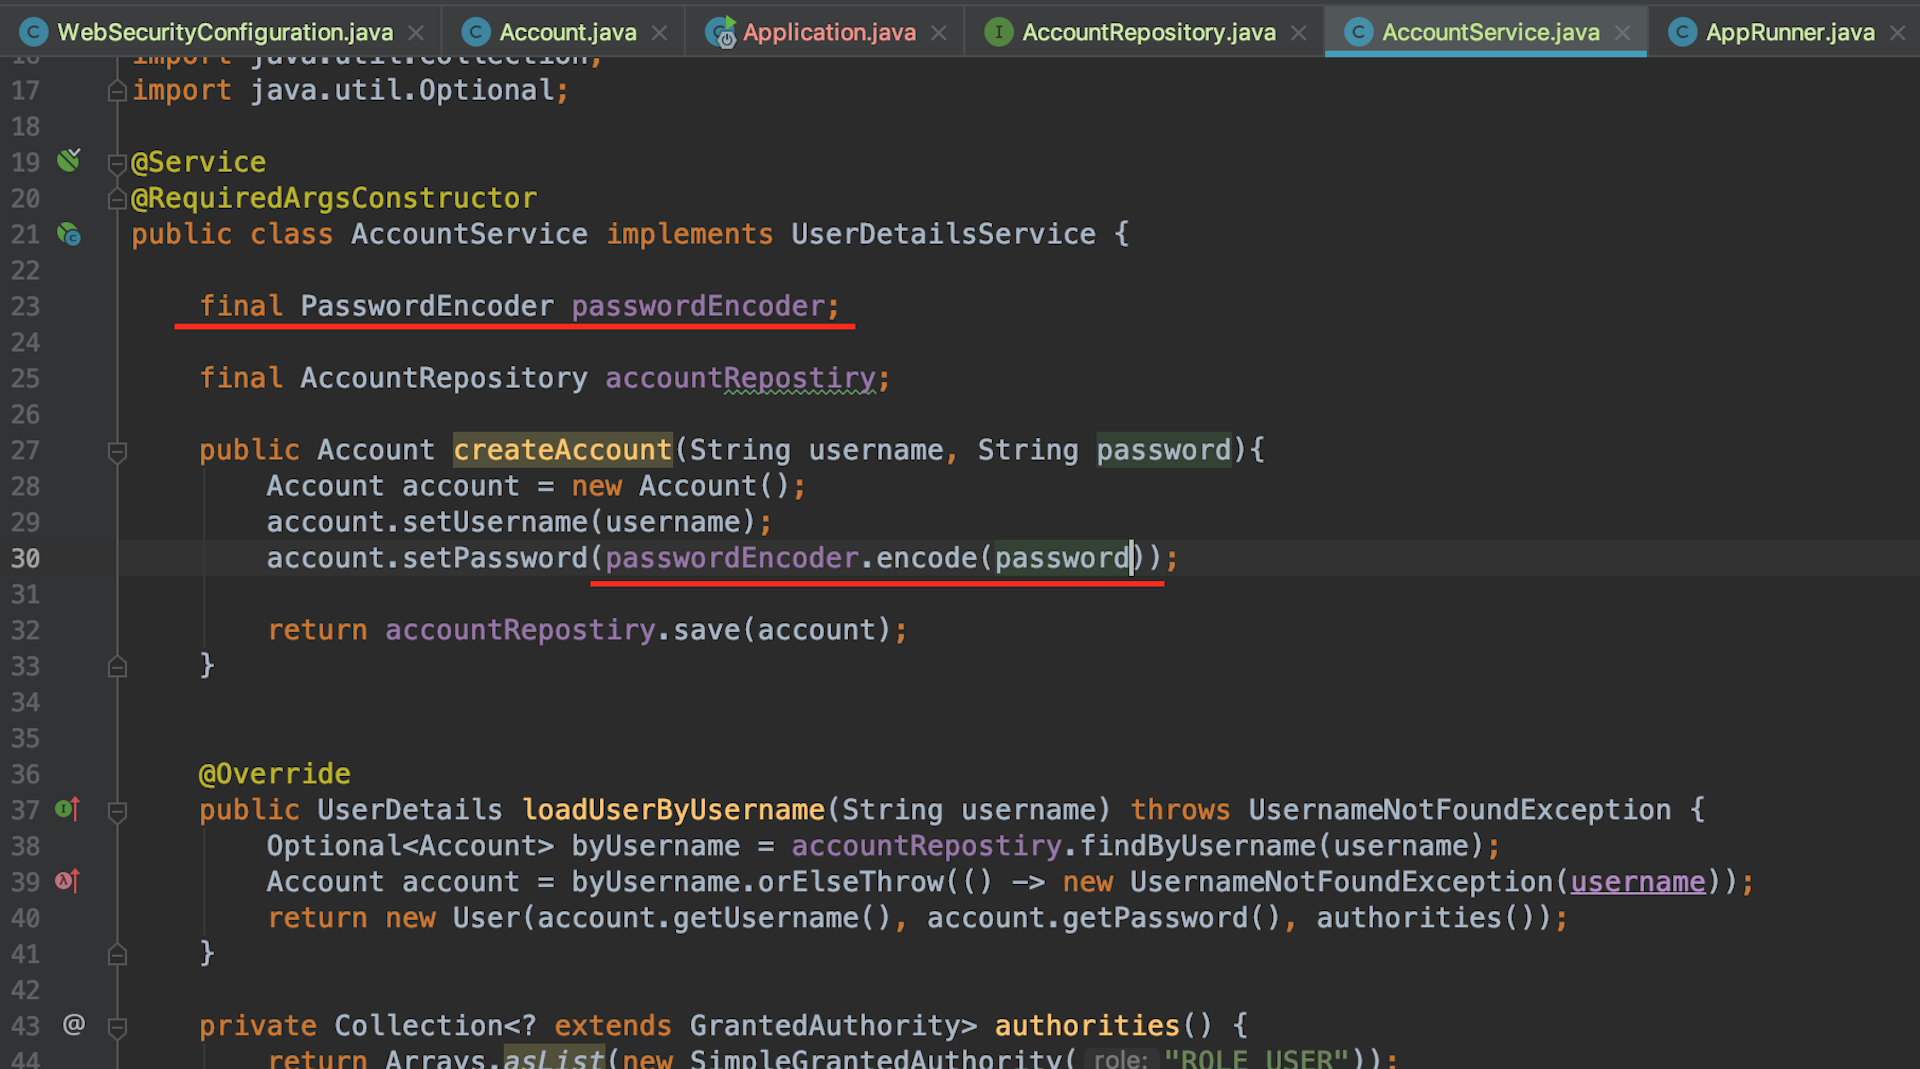 WebSecurityConfiguration.java Account.java Application.java AccountRepository.java AccountService.java AppRunner.java
16 import java.util.Collection;
17 import java.util.Optional;
18
19 @Service
20 @RequiredArgsConstructor
21 public class AccountService implements UserDetailsService {
22
23 final PasswordEncoder passwordEncoder;
24
25 final AccountRepository accountRepostiry;
26
27 public Account createAccount(String username, String password){
28 Account account = new Account();
29 account.setUsername(username);
30 account.setPassword(passwordEncoder.encode(password));
31
32 return accountRepostiry.save(account);
33 }
34
35
36 @Override
37 public UserDetails loadUserByUsername(String username) throws UsernameNotFoundException {
38 Optional<Account> byUsername = accountRepostiry.findByUsername(username);
39 Account account = byUsername.orElseThrow(() -> new UsernameNotFoundException(username));
40 return new User(account.getUsername(), account.getPassword(), authorities());
41 }
42
43 @ private Collection<? extends GrantedAuthority> authorities() {
44 return Arrays.asList(new SimpleGrantedAuthority( role: "ROLE_USER"));